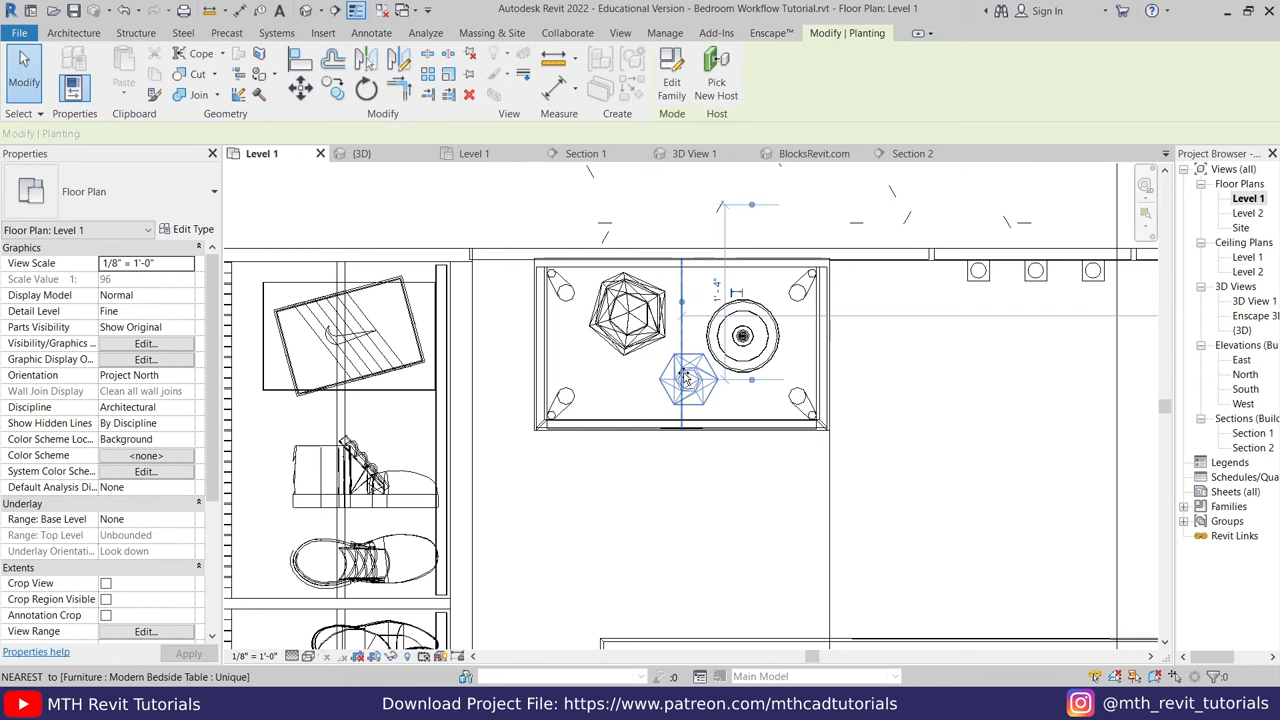 Autodesk Revit 2022 - Educational Version - Bedroom Workflow Tutorial.rvt - Floor Plan: Level 1
Sign In
File Architecture Structure Steel Precast Systems Insert Annotate Analyze Massing & Site Collaborate View Manage Add-Ins Enscape™ Modify | Planting
Modify
Paste
Cope
Cut
Join
Edit
Family
Pick
New Host
Select Properties Clipboard Geometry Modify View Measure Create Mode Host
Modify | Planting
Properties
Level 1 {3D} Level 1 Section 1 3D View 1 BlocksRevit.com Section 2
Floor Plan
Floor Plan: Level 1 Edit Type
Graphics
View Scale 1/8" = 1'-0"
Scale Value 1: 96
Display Model Normal
Detail Level Fine
Parts Visibility Show Original
Visibility/Graphics Edit...
Graphic Display O... Edit...
Orientation Project North
Wall Join Display Clean all wall joins
Discipline Architectural
Show Hidden Lines By Discipline
Color Scheme Loc... Background
Color Scheme <none>
System Color Sche... Edit...
Default Analysis Di... None
Underlay
Range: Base Level None
Range: Top Level Unbounded
Underlay Orientati... Look down
Extents
Crop View
Crop Region Visible
Annotation Crop
View Range Edit...
Properties help Apply
1' - 4"
Project Browser -...
Views (all)
Floor Plans
Level 1
Level 2
Site
Ceiling Plans
Level 1
Level 2
3D Views
3D View 1
Enscape 3
{3D}
Elevations (Bu
East
North
South
West
Sections (Build
Section 1
Section 2
Legends
Schedules/Qua
Sheets (all)
Families
Groups
Revit Links
1/8" = 1'-0"
NEAREST to [Furniture : Modern Bedside Table : Unique]
:0
Main Model
:0
MTH Revit Tutorials
Download Project File: https://www.patreon.com/mthcadtutorials
@mth_revit_tutorials